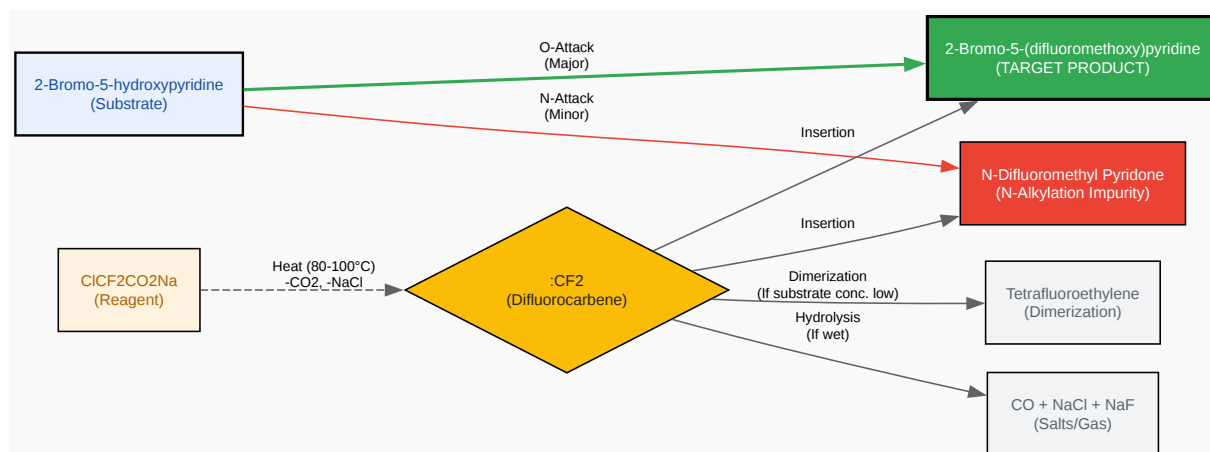 2-Bromo-5-hydroxypyridine
(Substrate)
O-Attack
(Major)
N-Attack
(Minor)
2-Bromo-5-(difluoromethoxy)pyridine
(TARGET PRODUCT)
Insertion
N-Difluoromethyl Pyridone
(N-Alkylation Impurity)
Insertion
ClCF2CO2Na
(Reagent)
Heat (80-100°C)
-CO2, -NaCl
:CF2
(Difluorocarbene)
Dimerization
(If substrate conc. low)
Tetrafluoroethylene
(Dimerization)
Hydrolysis
(If wet)
CO + NaCl + NaF
(Salts/Gas)